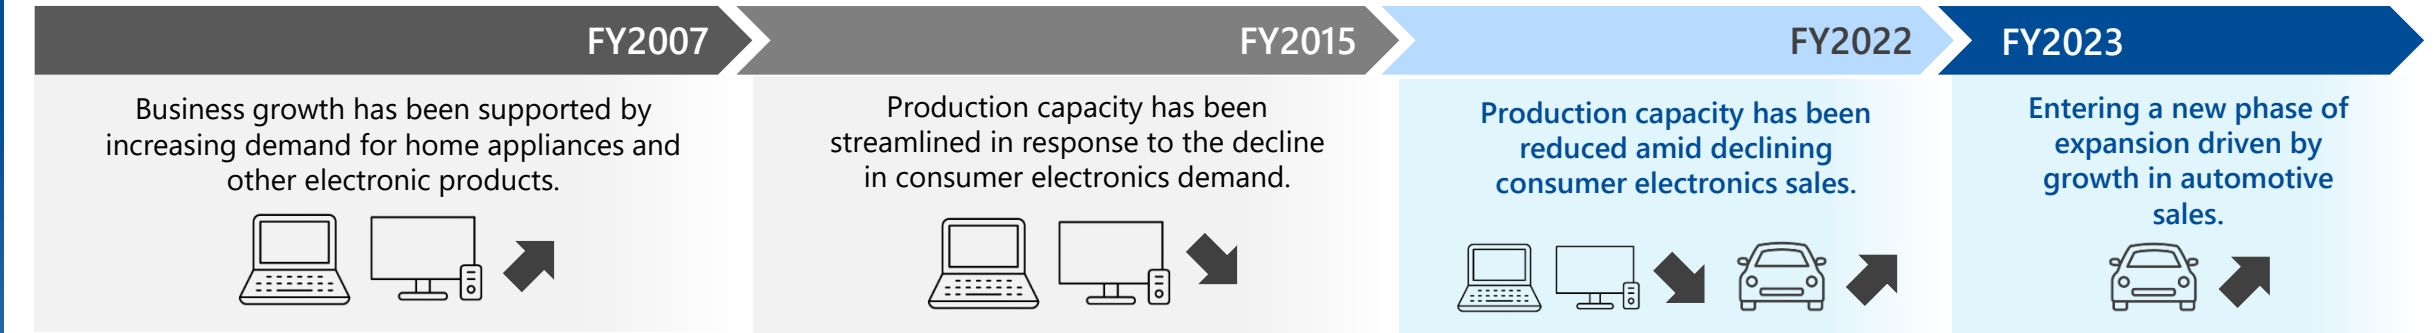 FY2007
Business growth has been supported by
increasing demand for home appliances and
other electronic products.
FY2015
Production capacity has been
streamlined in response to the decline
in consumer electronics demand.
FY2022
Production capacity has been
reduced amid declining
consumer electronics sales.
FY2023
Entering a new phase of
expansion driven by
growth in automotive
sales.